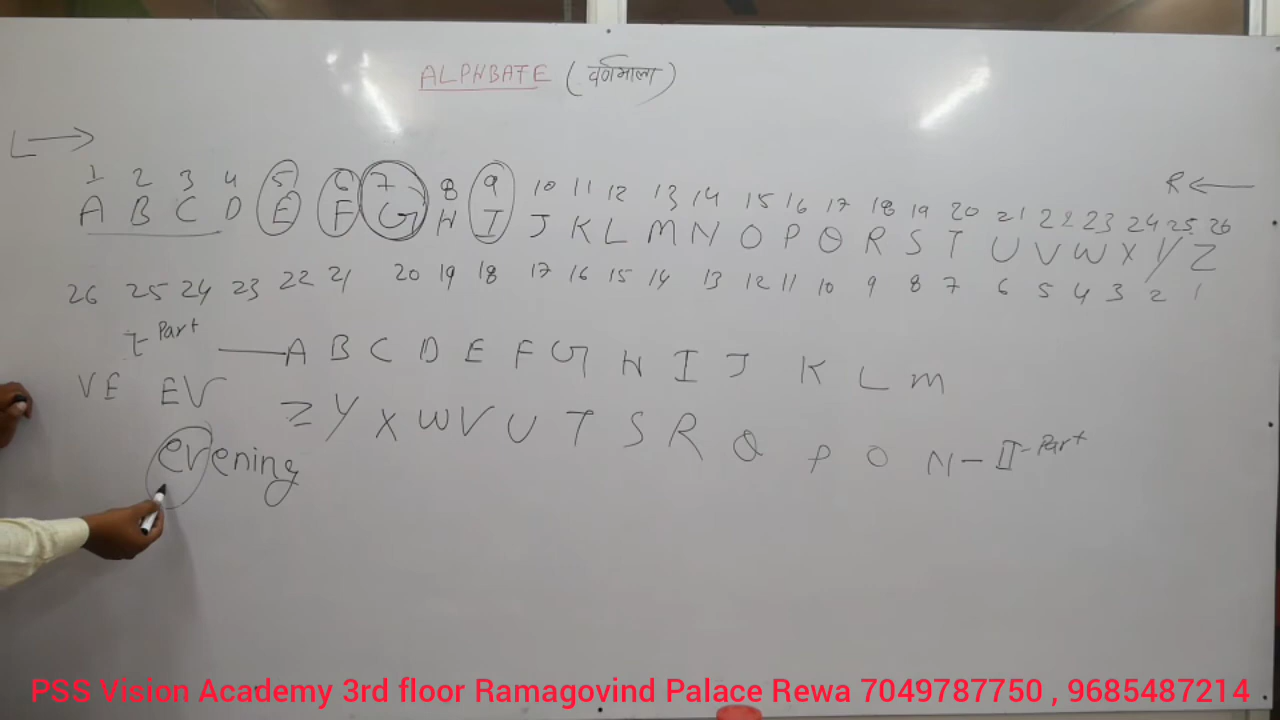 ALPHBATE (वर्णमाला)
L →
R ←
1 2 3 4 5 6 7 8 9 10 11 12 13 14 15 16 17 18 19 20 21 22 23 24 25 26
A B C D E F G H I J K L M N O P Q R S T U V W X Y Z
26 25 24 23 22 21 20 19 18 17 16 15 14 13 12 11 10 9 8 7 6 5 4 3 2 1
I-Part — A B C D E F G H I J K L M
VE EV
Z Y X W V U T S R Q P O N - II-Part
evening
PSS Vision Academy 3rd floor Ramagovind Palace Rewa 7049787750 , 9685487214